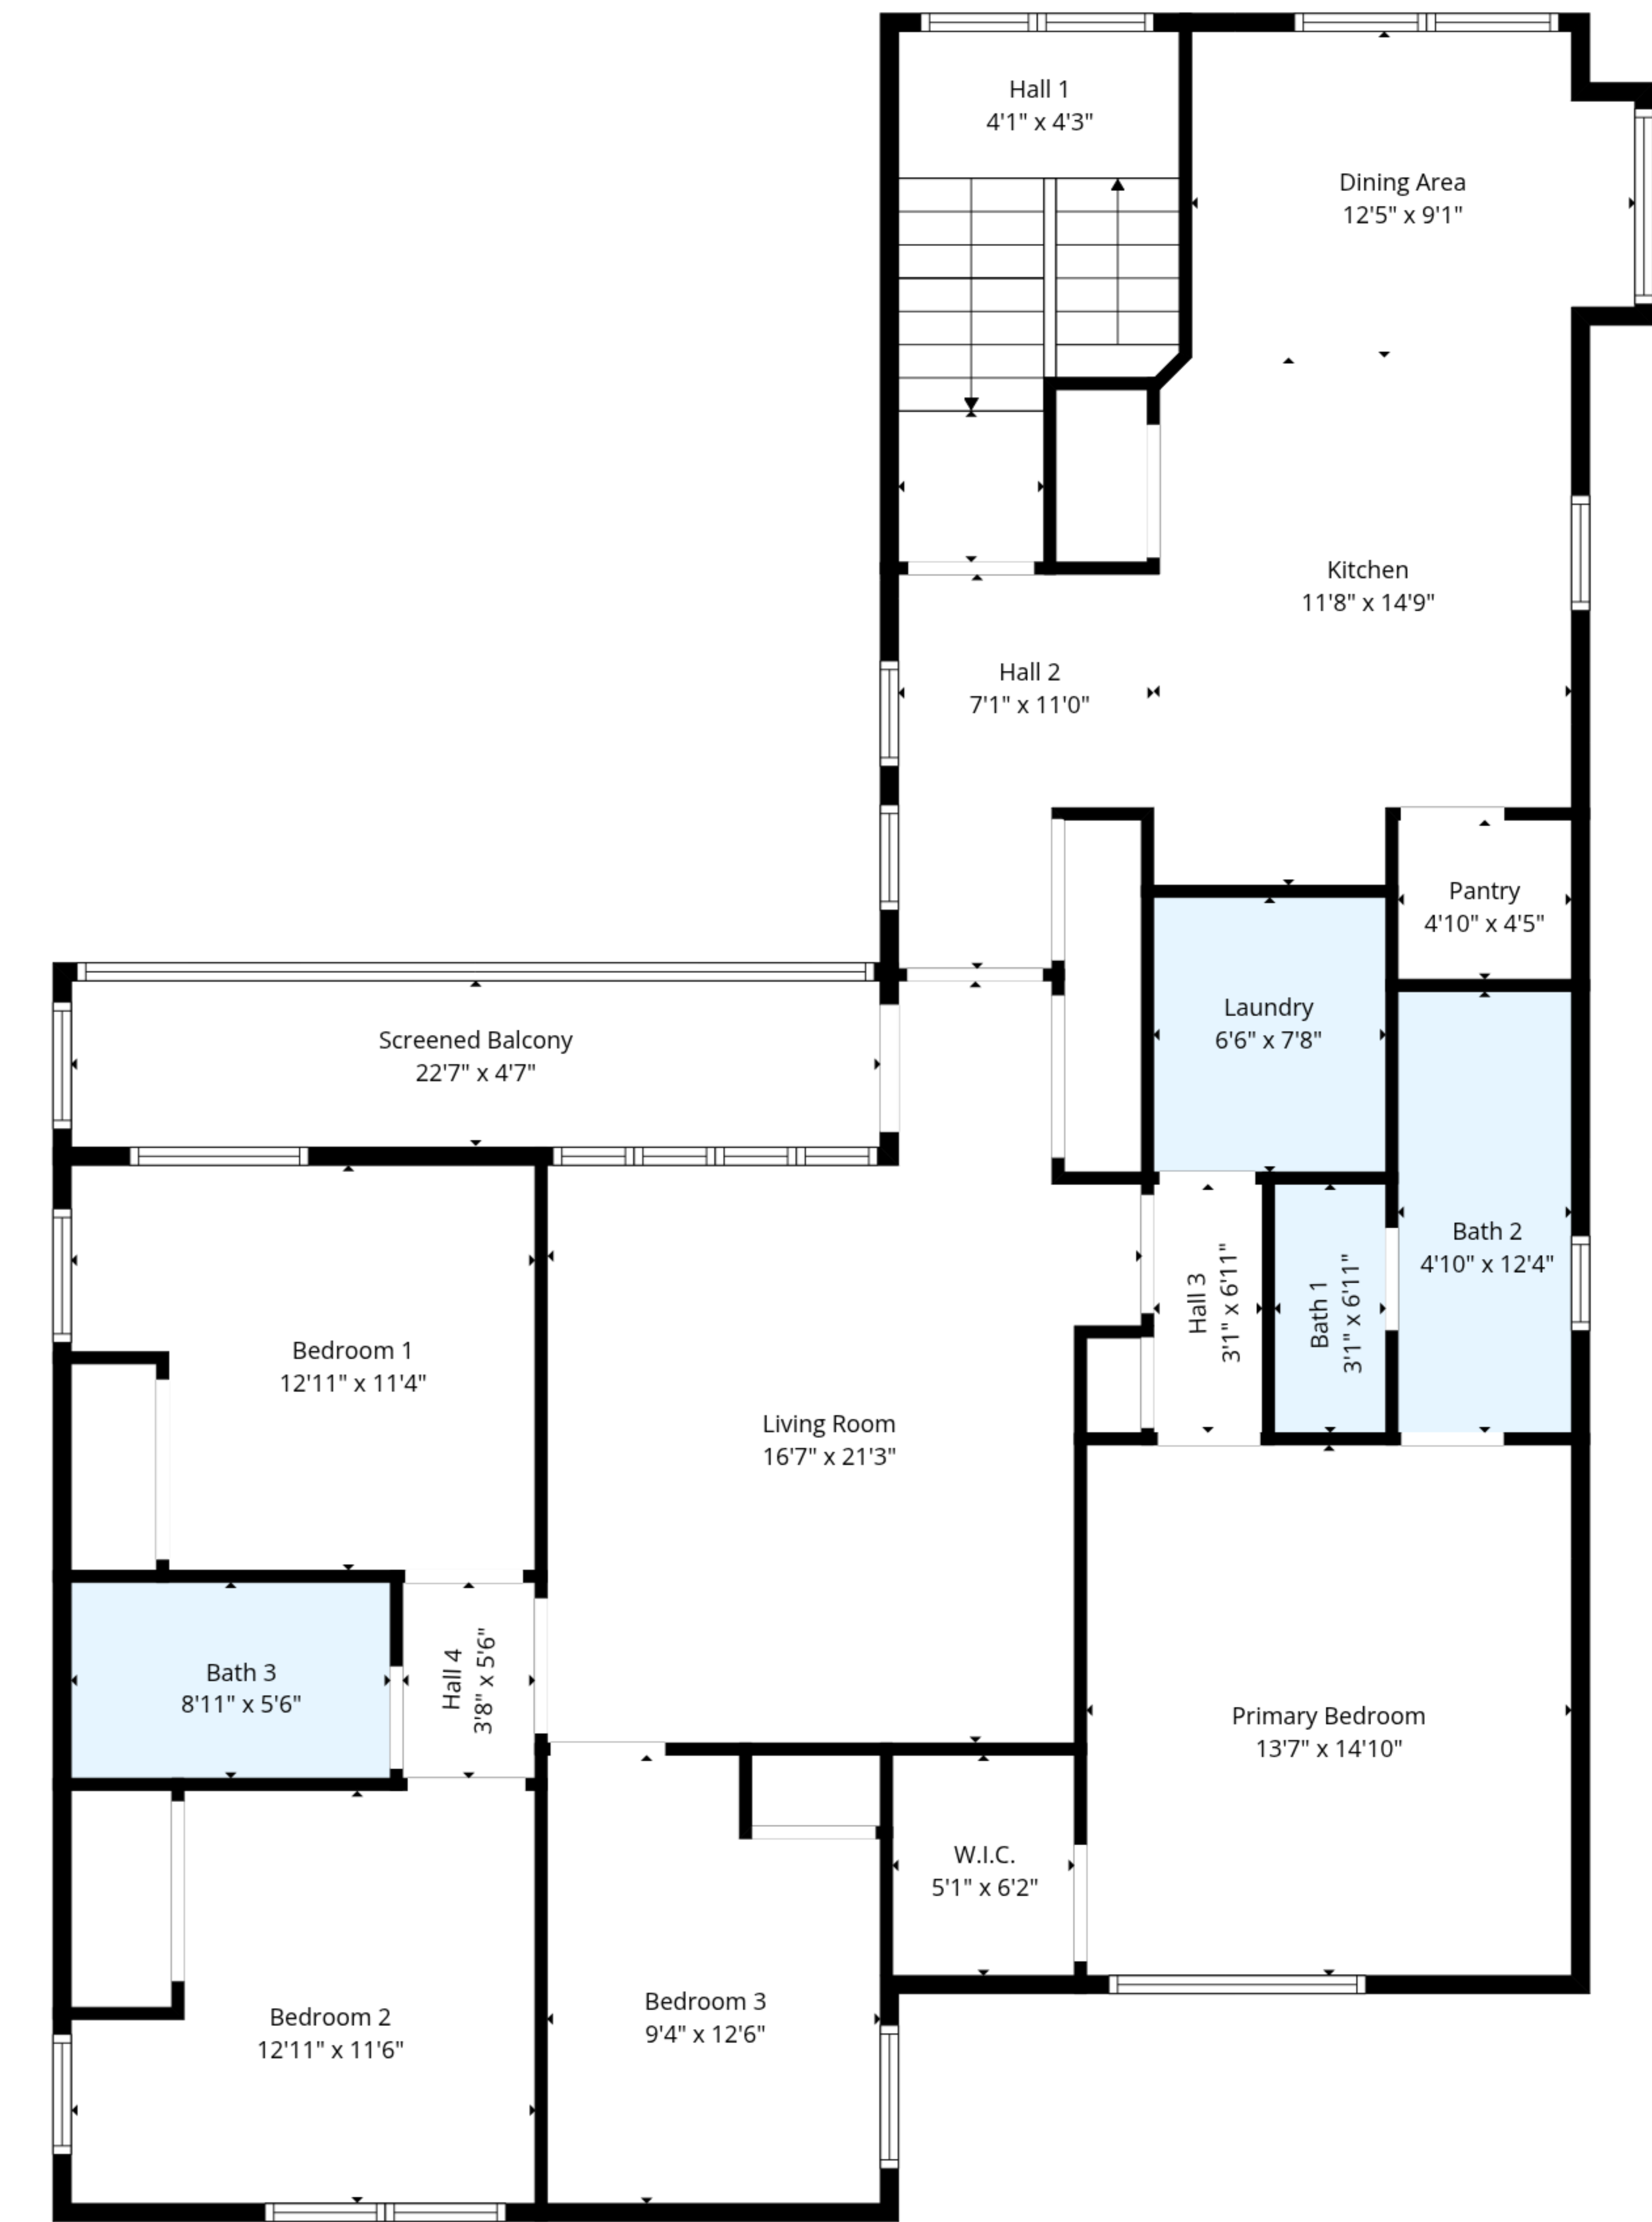 Hall 1
4'1" x 4'3"
Dining Area
12'5" x 9'1"
Kitchen
11'8" x 14'9"
Hall 2
7'1" x 11'0"
Pantry
4'10" x 4'5"
Laundry
6'6" x 7'8"
Screened Balcony
22'7" x 4'7"
Bath 2
4'10" x 12'4"
Hall 3
3'1" x 6'11"
Bath 1
3'1" x 6'11"
Bedroom 1
12'11" x 11'4"
Living Room
16'7" x 21'3"
Bath 3
8'11" x 5'6"
Hall 4
3'8" x 5'6"
Primary Bedroom
13'7" x 14'10"
W.I.C.
5'1" x 6'2"
Bedroom 3
9'4" x 12'6"
Bedroom 2
12'11" x 11'6"